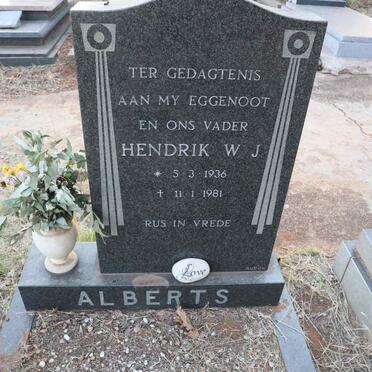 TER GEDAGTENIS
AAN MY EGGENOOT
EN ONS VADER
HENDRIK W J
* 5·3·1936
† 11·1·1981
RUS IN VREDE
Love
ALBERTS